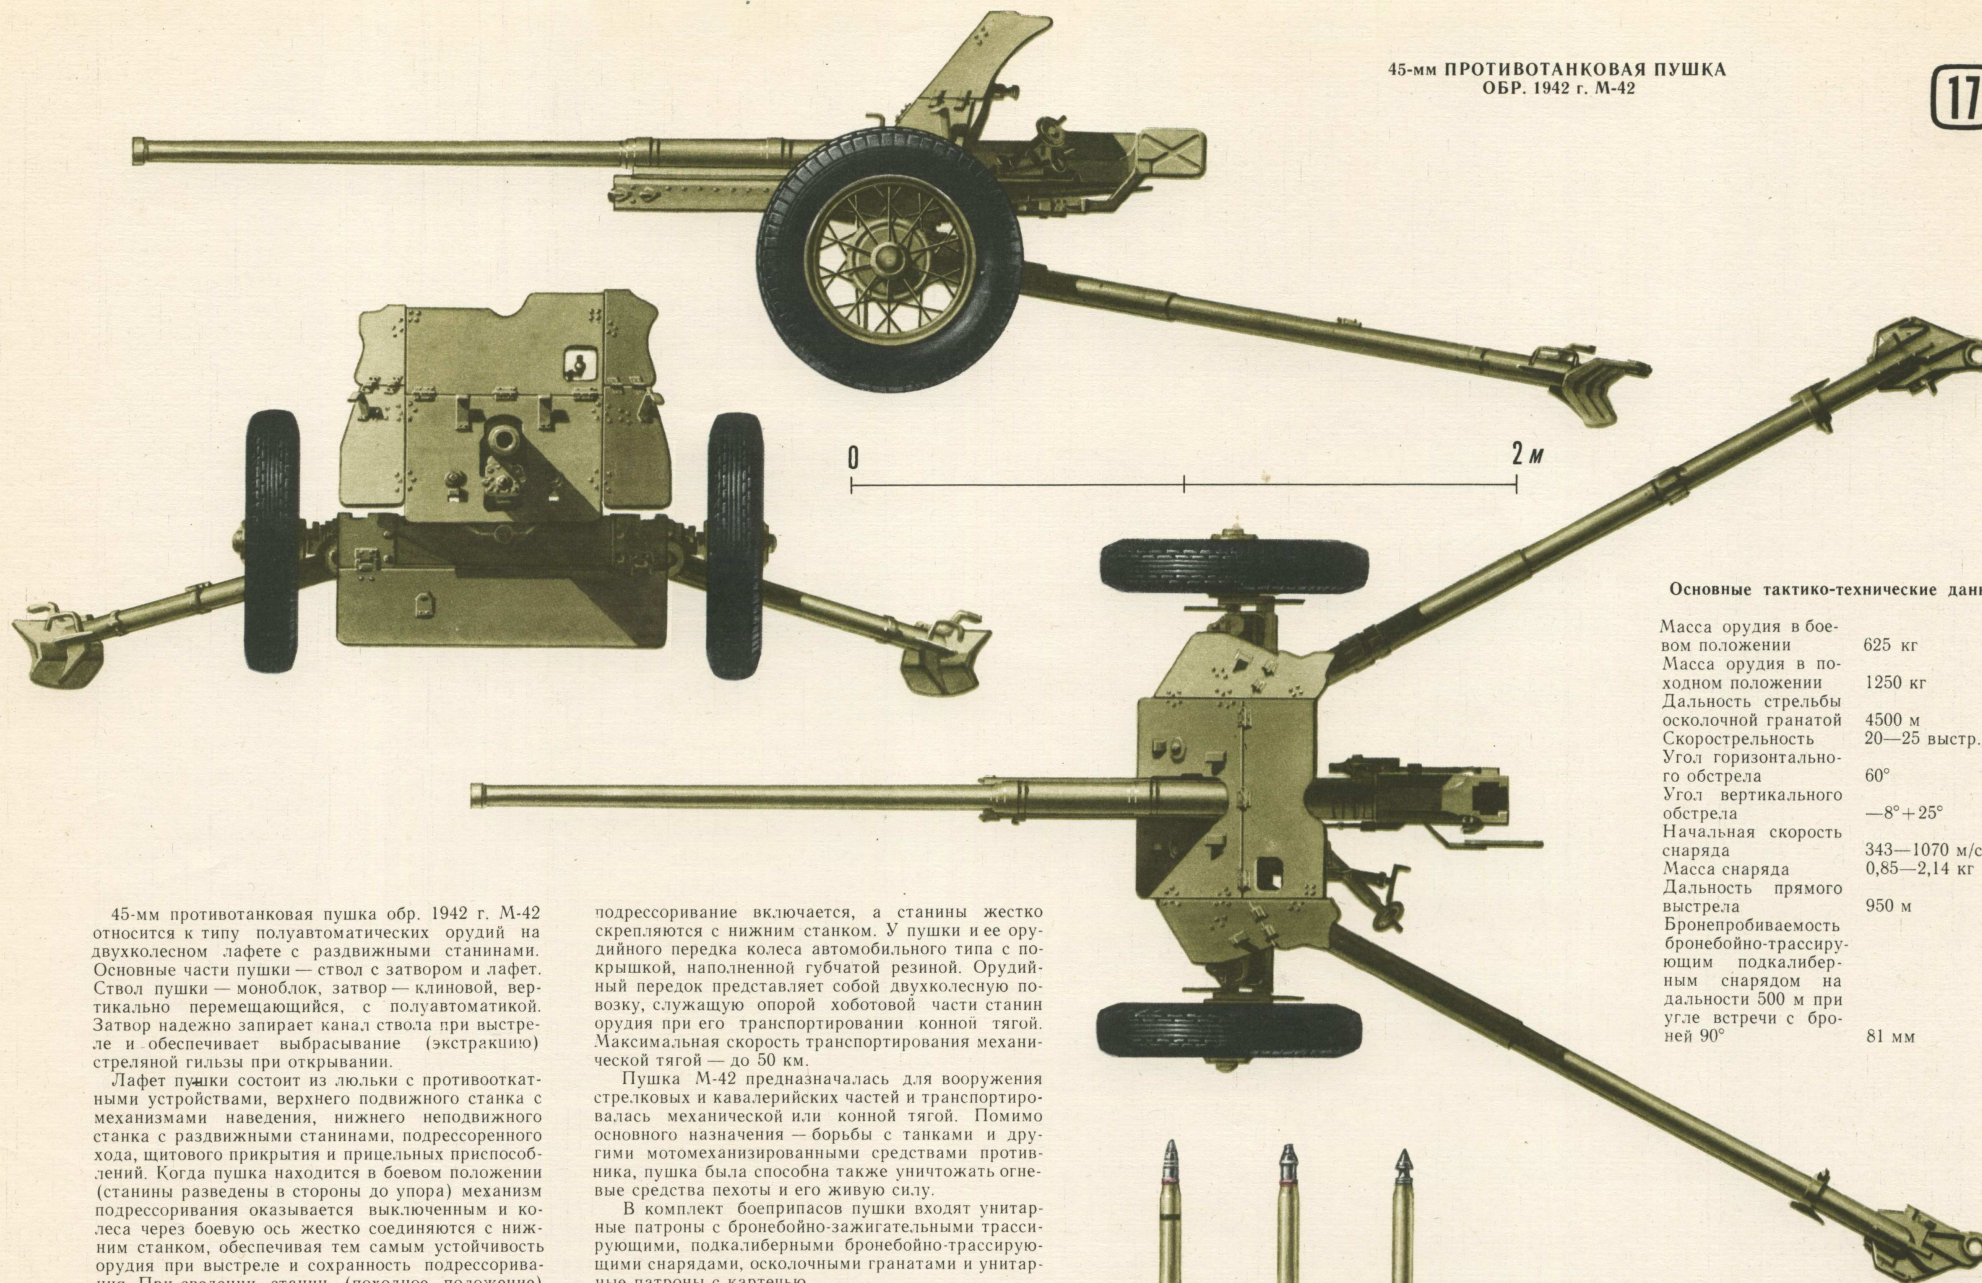 45-мм ПРОТИВОТАНКОВАЯ ПУШКА
ОБР. 1942 г. М-42
17
0
2 м
Основные тактико-технические
Масса орудия в бое-
вом положении 625 кг
Масса орудия в по-
ходном положении 1250 кг
Дальность стрельбы
осколочной гранатой 4500 м
Скорострельность 20—25 выстр.
Угол горизонтально-
го обстрела 60°
Угол вертикального
обстрела —8°+25°
Начальная скорость
снаряда 343—1070 м/с
Масса снаряда 0,85—2,14 кг
Дальность прямого
выстрела 950 м
Бронепробиваемость
бронебойно-трассиру-
ющим подкалибер-
ным снарядом на
дальности 500 м при
угле встречи с бро-
ней 90° 81 мм
45-мм противотанковая пушка обр. 1942 г. М-42
относится к типу полуавтоматических орудий на
двухколесном лафете с раздвижными станинами.
Основные части пушки — ствол с затвором и лафет.
Ствол пушки — моноблок, затвор — клиновой, вер-
тикально перемещающийся, с полуавтоматикой.
Затвор надежно запирает канал ствола при выстре-
ле и обеспечивает выбрасывание (экстракцию)
стреляной гильзы при открывании.
Лафет пушки состоит из люльки с противооткат-
ными устройствами, верхнего подвижного станка с
механизмами наведения, нижнего неподвижного
станка с раздвижными станинами, подрессоренного
хода, щитового прикрытия и прицельных приспособ-
лений. Когда пушка находится в боевом положении
(станины разведены в стороны до упора) механизм
подрессоривания оказывается выключенным и ко-
леса через боевую ось жестко соединяются с ниж-
ним станком, обеспечивая тем самым устойчивость
орудия при выстреле и сохранность подрессорива-
ния. При сведении станин (походное положение)
подрессоривание включается, а станины жестко
скрепляются с нижним станком. У пушки и ее ору-
дийного передка колеса автомобильного типа с по-
крышкой, наполненной губчатой резиной. Орудий-
ный передок представляет собой двухколесную по-
возку, служащую опорой хоботовой части станин
орудия при его транспортировании конной тягой.
Максимальная скорость транспортирования механи-
ческой тягой — до 50 км.
Пушка М-42 предназначалась для вооружения
стрелковых и кавалерийских частей и транспортиро-
валась механической или конной тягой. Помимо
основного назначения — борьбы с танками и дру-
гими мотомеханизированными средствами против-
ника, пушка была способна также уничтожать огне-
вые средства пехоты и его живую силу.
В комплект боеприпасов пушки входят унитар-
ные патроны с бронебойно-зажигательными трасси-
рующими, подкалиберными бронебойно-трассирую-
щими снарядами, осколочными гранатами и унитар-
ные патроны с картечью.